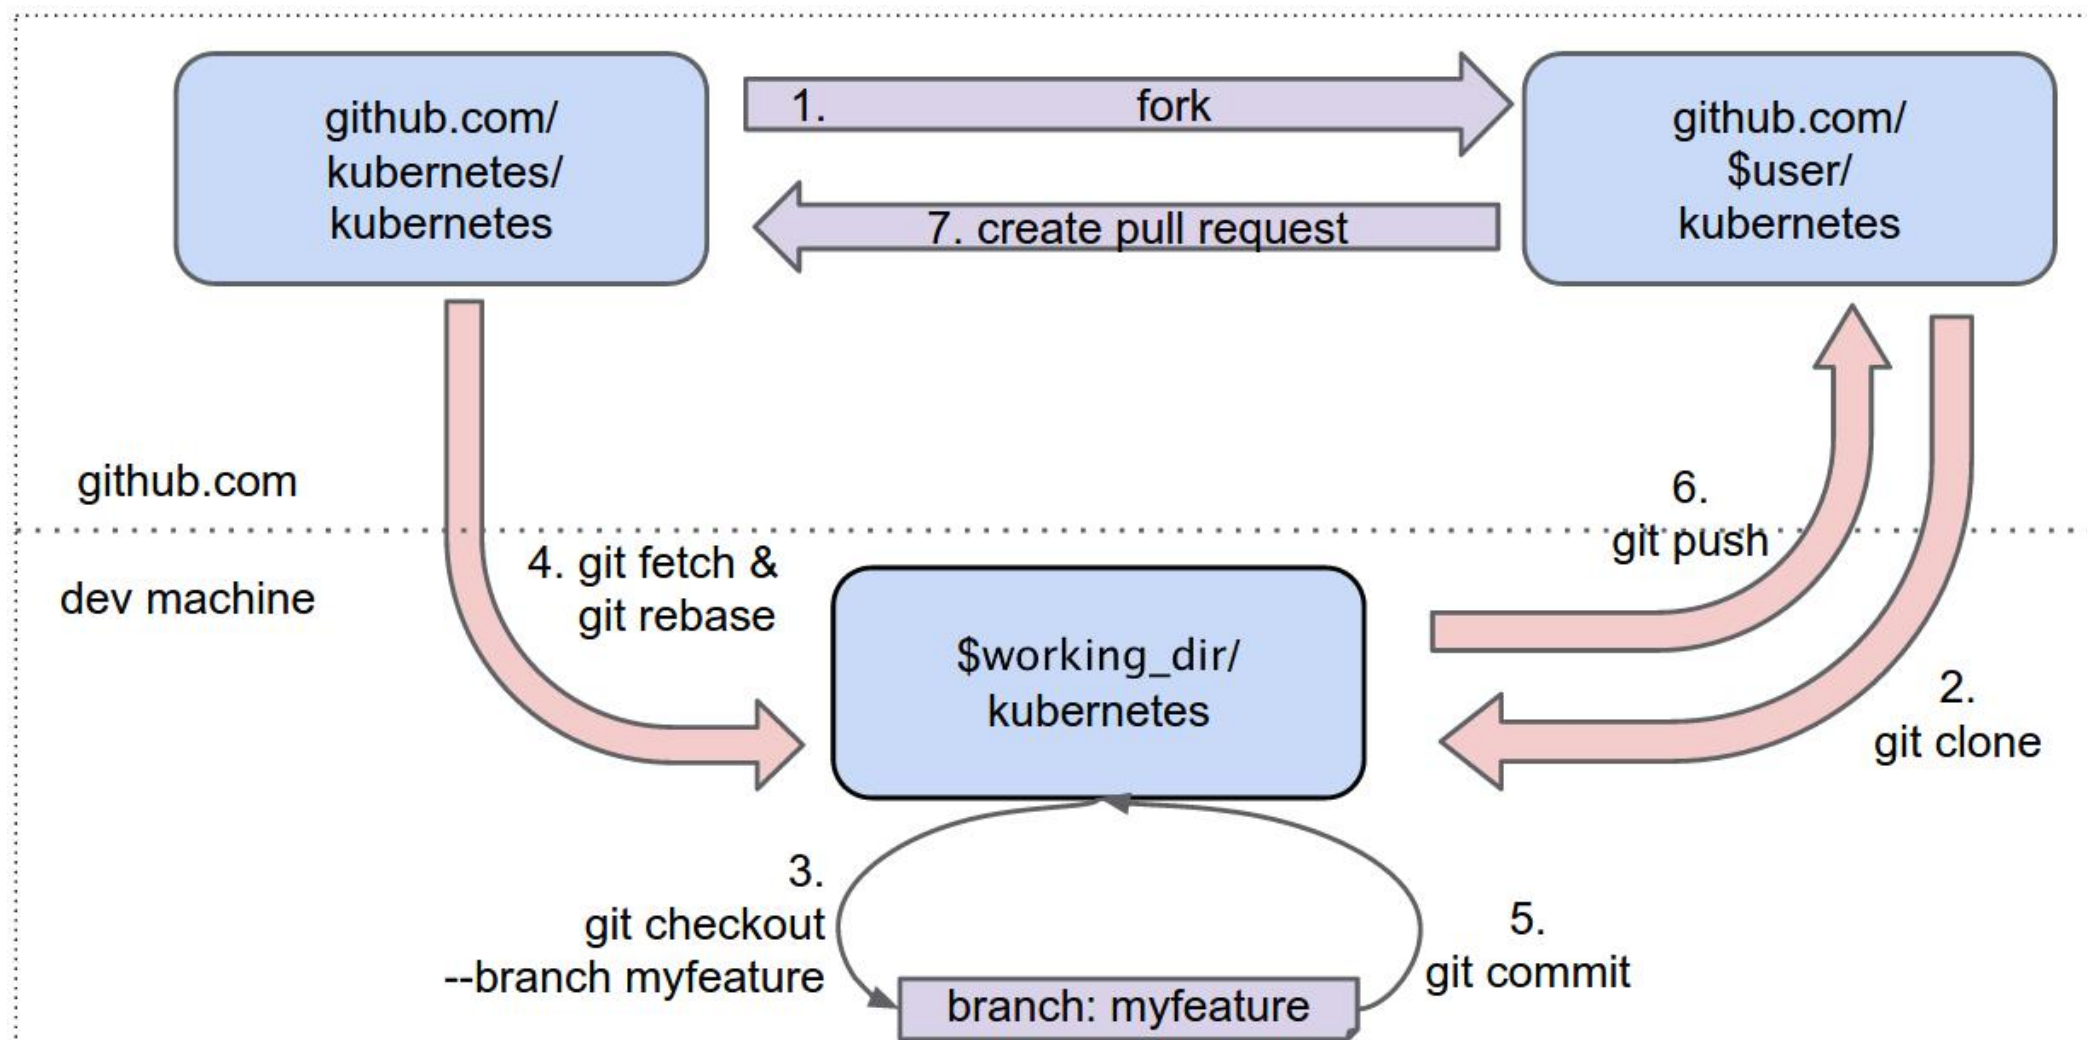 github.com/
kubernetes/
kubernetes
1. fork
7. create pull request
github.com/
$user/
kubernetes
github.com
dev machine
4. git fetch &
git rebase
$working_dir/
kubernetes
6.
git push
2.
git clone
3.
git checkout
--branch myfeature
5.
git commit
branch: myfeature